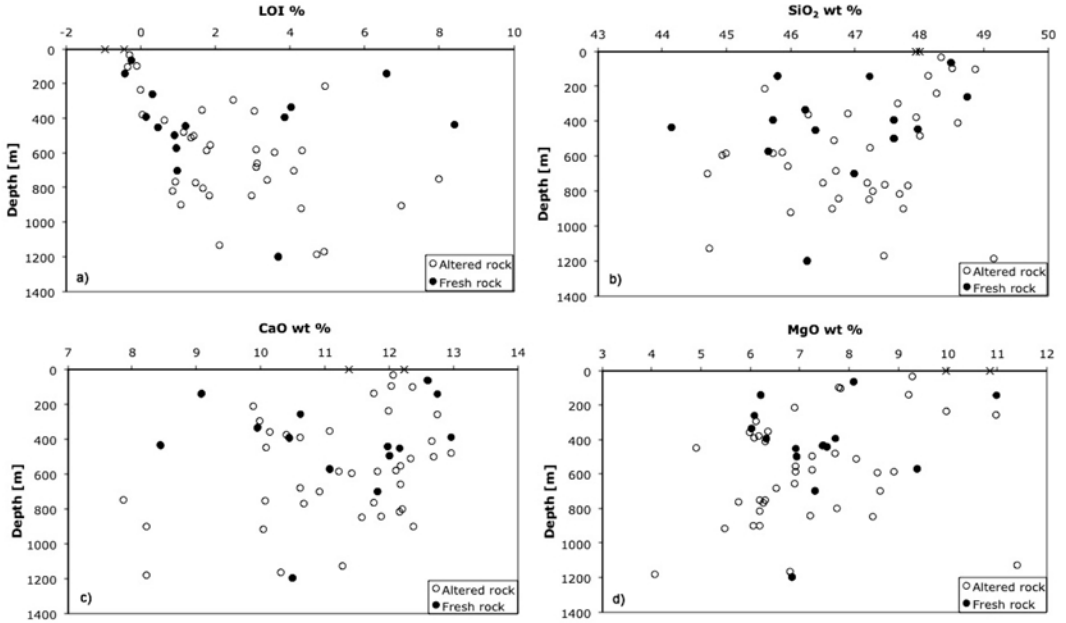 LOI %
-2 0 2 4 6 8 10
0
200
400
600
800
1000
1200
1400
Depth [m]
Altered rock
Fresh rock
a)
SiO2 wt %
43 44 45 46 47 48 49 50
0
200
400
600
800
1000
1200
1400
Depth [m]
Altered rock
Fresh rock
b)
CaO wt %
7 8 9 10 11 12 13 14
0
200
400
600
800
1000
1200
1400
Depth [m]
Altered rock
Fresh rock
c)
MgO wt %
3 4 5 6 7 8 9 10 11 12
0
200
400
600
800
1000
1200
1400
Depth [m]
Altered rock
Fresh rock
d)